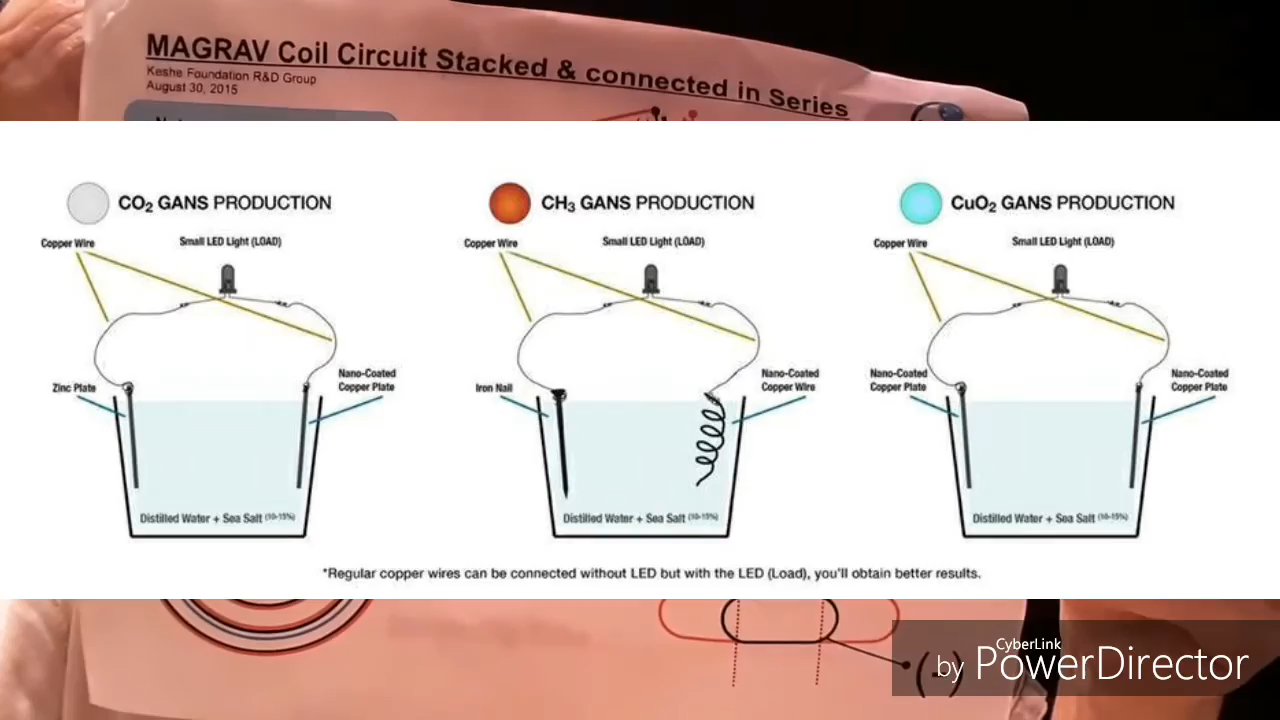 MAGRAV Coil Circuit Stacked & connected in Series
Keshe Foundation R&D Group
August 30, 2015
CO₂ GANS PRODUCTION
Copper Wire
Small LED Light (LOAD)
Zinc Plate
Nano-Coated
Copper Plate
Distilled Water + Sea Salt (10-15%)
CH₃ GANS PRODUCTION
Copper Wire
Small LED Light (LOAD)
Iron Nail
Nano-Coated
Copper Wire
Distilled Water + Sea Salt (10-15%)
CuO₂ GANS PRODUCTION
Copper Wire
Small LED Light (LOAD)
Nano-Coated
Copper Plate
Nano-Coated
Copper Plate
Distilled Water + Sea Salt (10-15%)
*Regular copper wires can be connected without LED but with the LED (Load), you'll obtain better results.
(-)
CyberLink
by PowerDirector